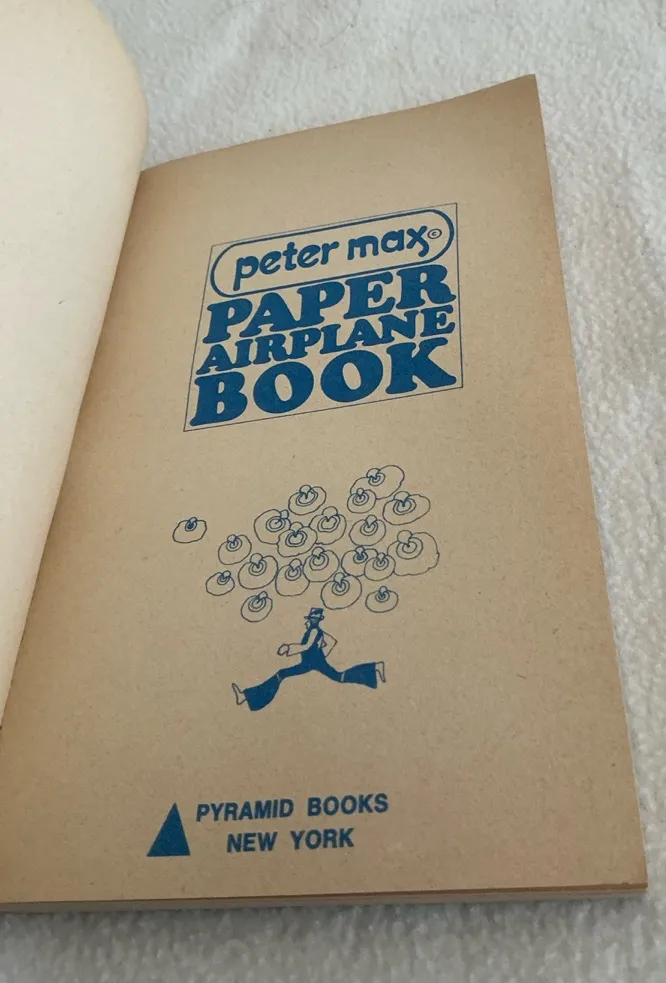 peter max©
PAPER
AIRPLANE
BOOK
PYRAMID BOOKS
NEW YORK